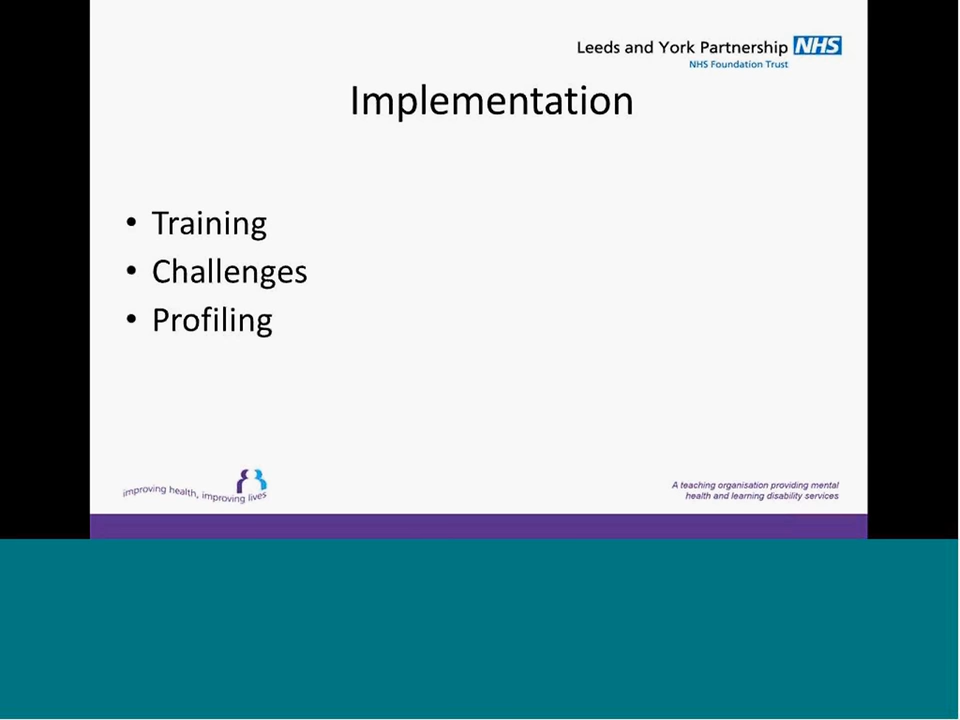 Leeds and York Partnership NHS
NHS Foundation Trust
Implementation
• Training
• Challenges
• Profiling
improving health, improving lives
A teaching organisation providing mental
health and learning disability services